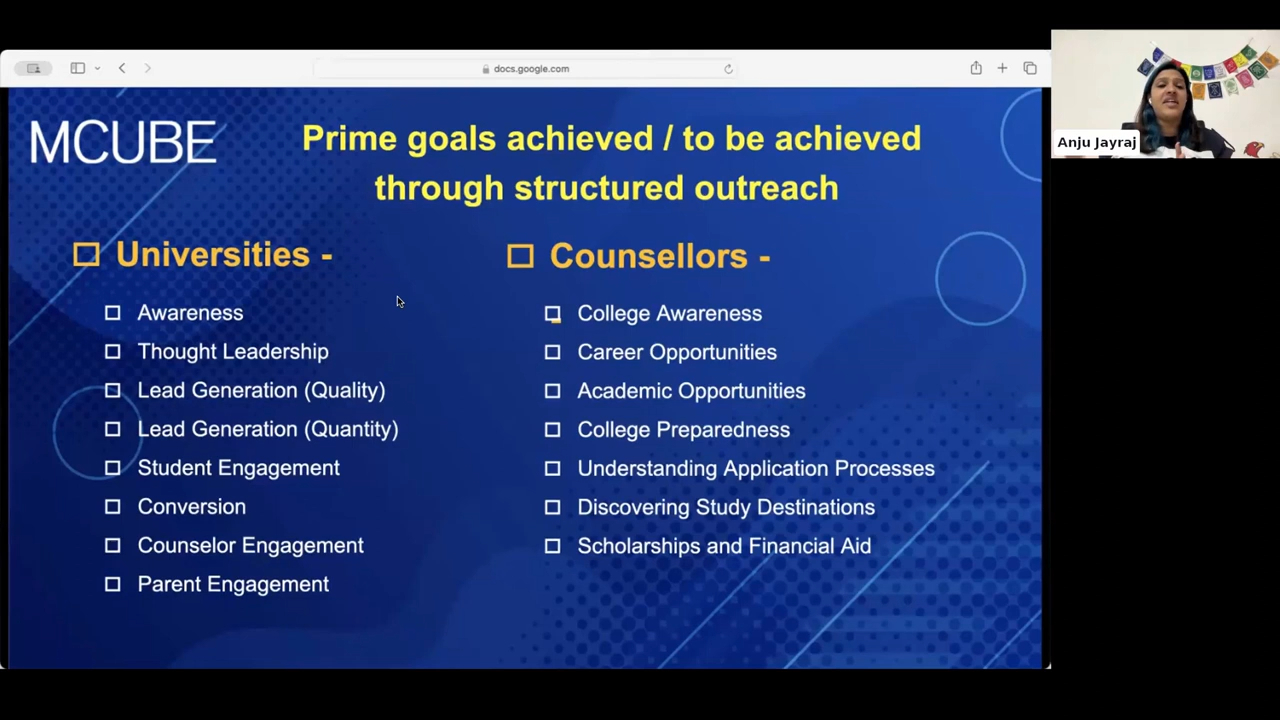 docs.google.com
Anju Jayraj
MCUBE
Prime goals achieved / to be achieved
through structured outreach
Universities -
Awareness
Thought Leadership
Lead Generation (Quality)
Lead Generation (Quantity)
Student Engagement
Conversion
Counselor Engagement
Parent Engagement
Counsellors -
College Awareness
Career Opportunities
Academic Opportunities
College Preparedness
Understanding Application Processes
Discovering Study Destinations
Scholarships and Financial Aid